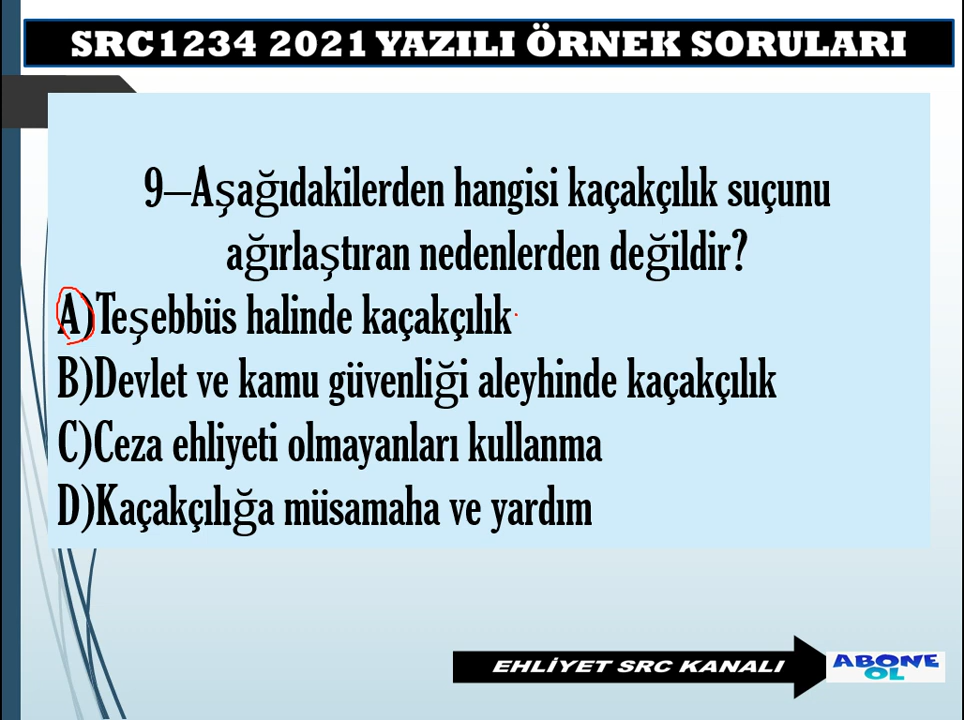 SRC1234 2021 YAZILI ÖRNEK SORULARI
9–Aşağıdakilerden hangisi kaçakçılık suçunu
ağırlaştıran nedenlerden değildir?
A)Teşebbüs halinde kaçakçılık
B)Devlet ve kamu güvenliği aleyhinde kaçakçılık
C)Ceza ehliyeti olmayanları kullanma
D)Kaçakçılığa müsamaha ve yardım
EHLİYET SRC KANALI
ABONE
OL